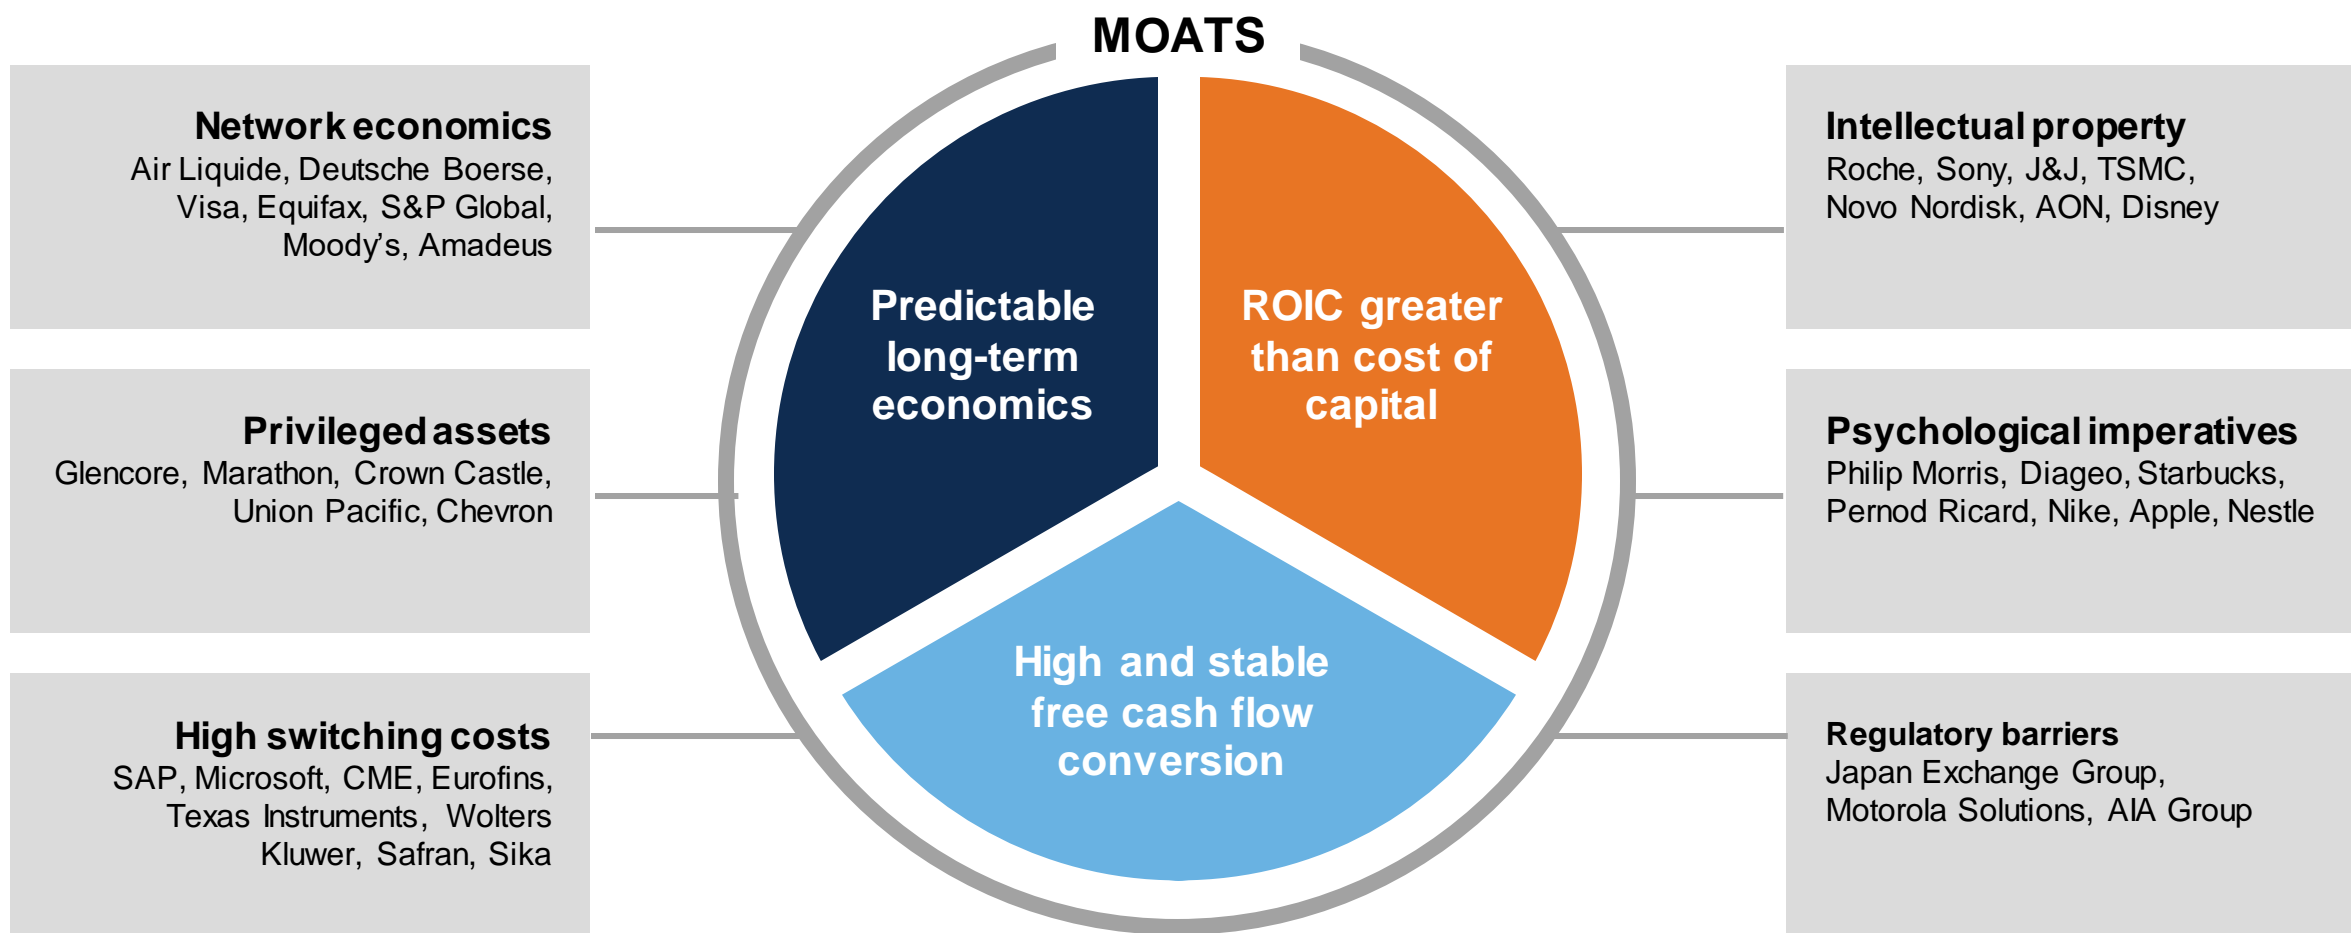 MOATS
Network economics
Air Liquide, Deutsche Boerse,
Visa, Equifax, S&P Global,
Moody’s, Amadeus
Privileged assets
Glencore, Marathon, Crown Castle,
Union Pacific, Chevron
High switching costs
SAP, Microsoft, CME, Eurofins,
Texas Instruments, Wolters
Kluwer, Safran, Sika
Predictable
long-term
economics
ROIC greater
than cost of
capital
High and stable
free cash flow
conversion
Intellectual property
Roche, Sony, J&J, TSMC,
Novo Nordisk, AON, Disney
Psychological imperatives
Philip Morris, Diageo, Starbucks,
Pernod Ricard, Nike, Apple, Nestle
Regulatory barriers
Japan Exchange Group,
Motorola Solutions, AIA Group